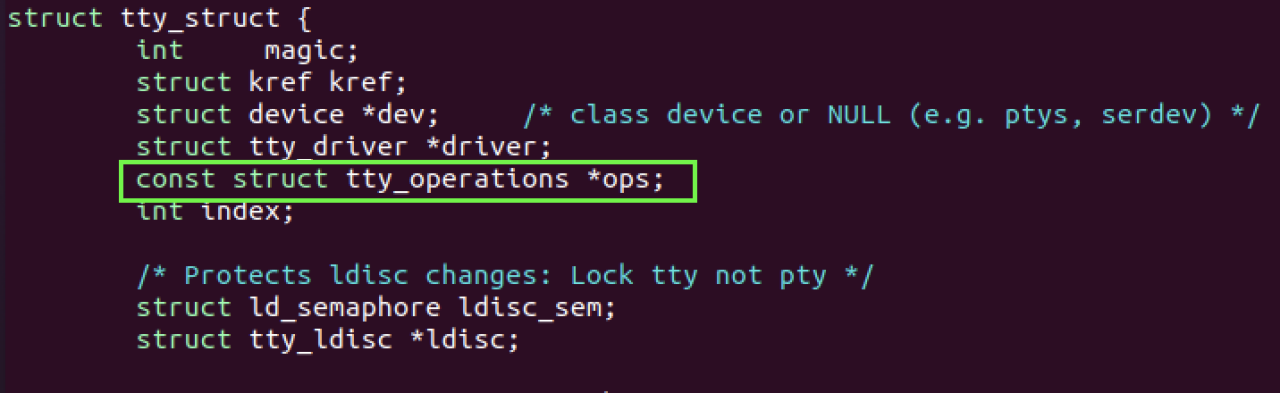 struct tty_struct {
int magic;
struct kref kref;
struct device *dev; /* class device or NULL (e.g. ptys, serdev) */
struct tty_driver *driver;
const struct tty_operations *ops;
int index;
/* Protects ldisc changes: Lock tty not pty */
struct ld_semaphore ldisc_sem;
struct tty_ldisc *ldisc;